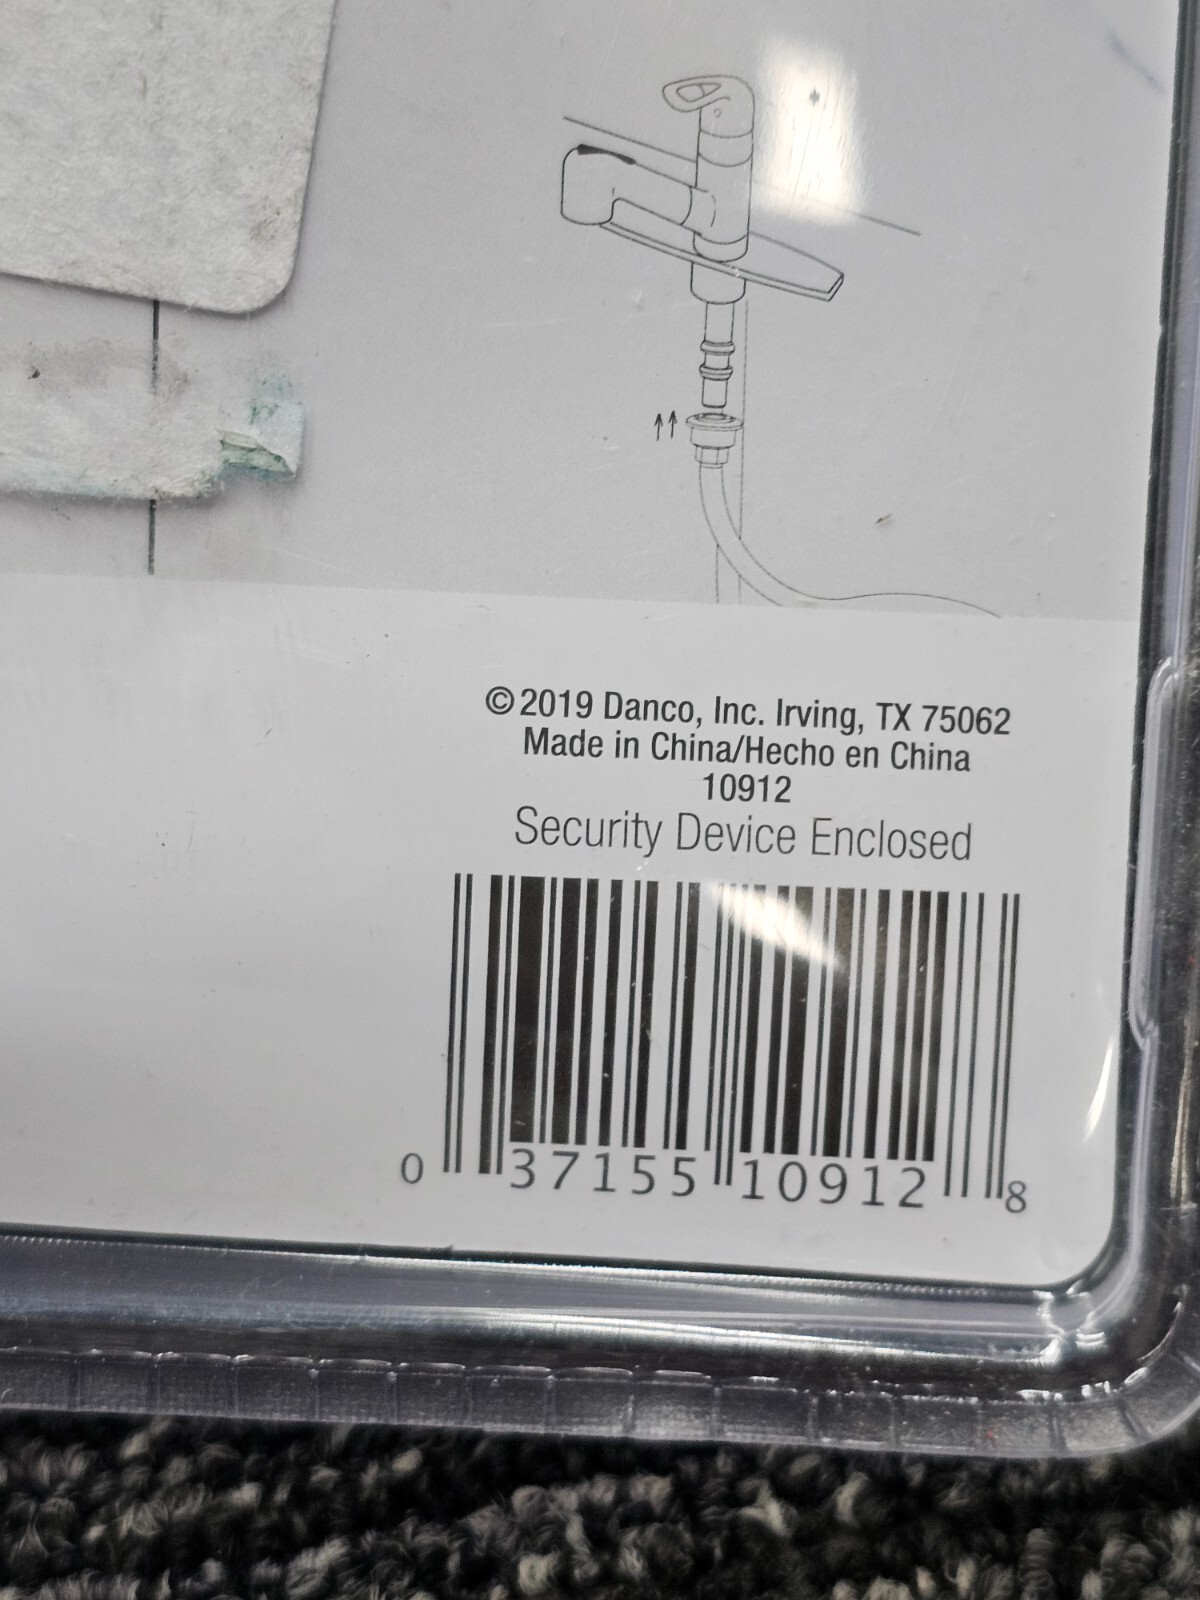 © 2019 Danco, Inc. Irving, TX 75062
Made in China/Hecho en China
10912
Security Device Enclosed
0 37155 10912 8